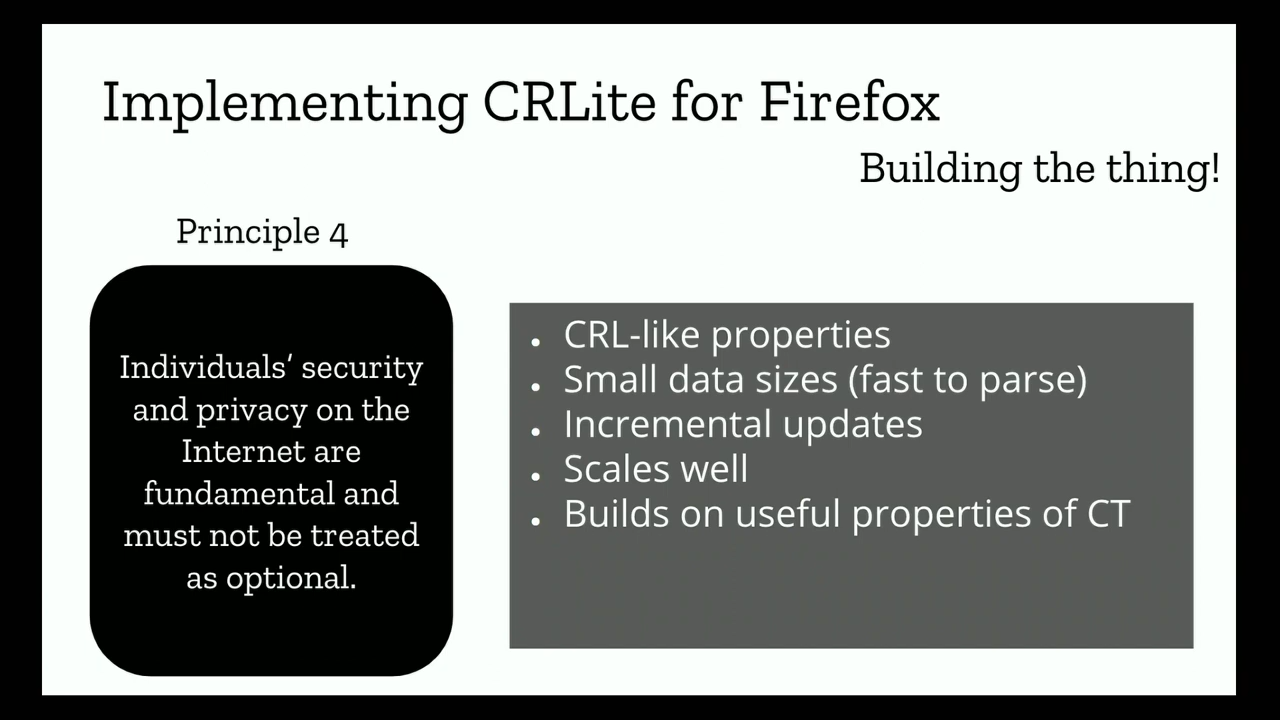 Implementing CRLite for Firefox
Building the thing!
Principle 4
Individuals’ security
and privacy on the
Internet are
fundamental and
must not be treated
as optional.
• CRL-like properties
• Small data sizes (fast to parse)
• Incremental updates
• Scales well
• Builds on useful properties of CT